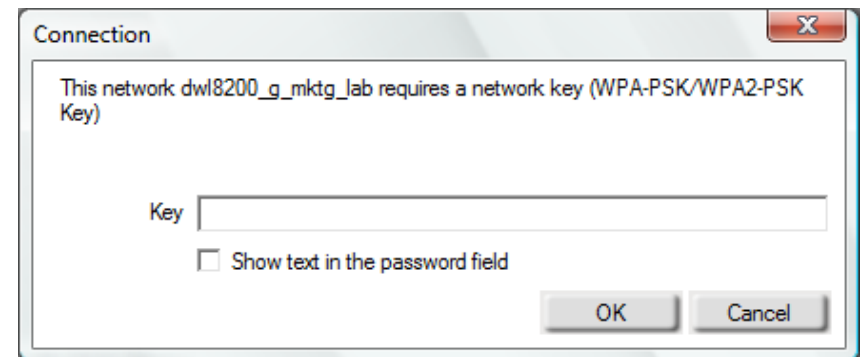 Connection
This network dwl8200_g_mktg_lab requires a network key (WPA-PSK/WPA2-PSK
Key)
Key
Show text in the password field
OK Cancel